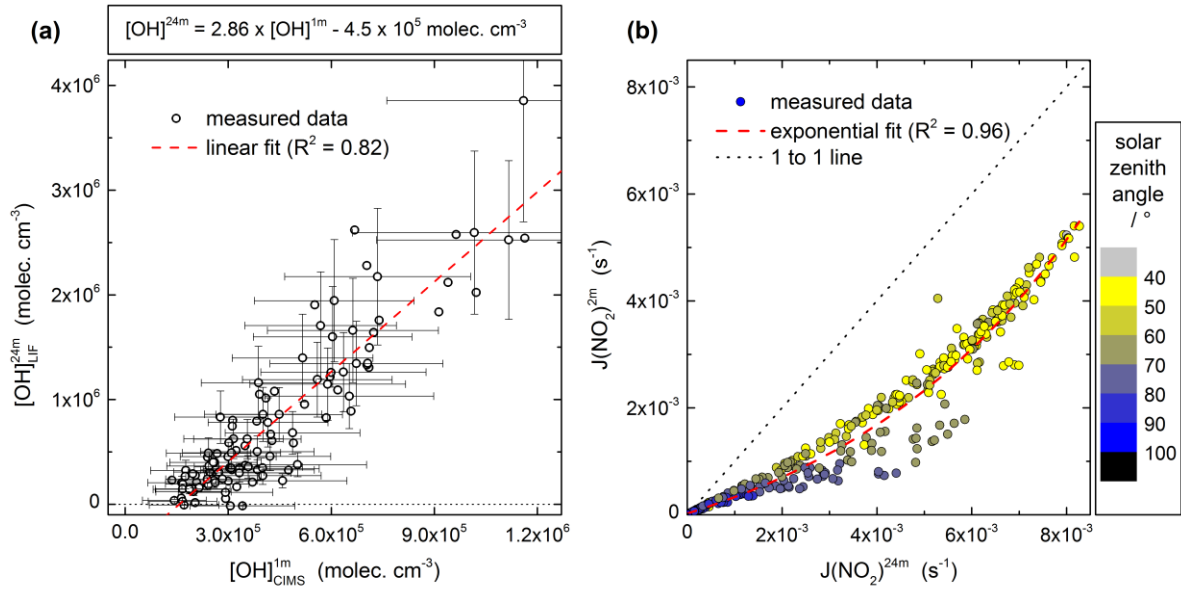 (a)
[OH]²⁴ᵐ = 2.86 x [OH]¹ᵐ - 4.5 x 10⁵ molec. cm⁻³
4x10⁶
3x10⁶
2x10⁶
1x10⁶
0
[OH]²⁴ᵐ LIF (molec. cm⁻³)
measured data
linear fit (R² = 0.82)
0.0 3.0x10⁵ 6.0x10⁵ 9.0x10⁵ 1.2x10⁶
[OH]¹ᵐ CIMS (molec. cm⁻³)
(b)
8x10⁻³
6x10⁻³
4x10⁻³
2x10⁻³
0
J(NO₂)²ᵐ (s⁻¹)
measured data
exponential fit (R² = 0.96)
1 to 1 line
0 2x10⁻³ 4x10⁻³ 6x10⁻³ 8x10⁻³
J(NO₂)²⁴ᵐ (s⁻¹)
solar
zenith
angle
/ °
40
50
60
70
80
90
100